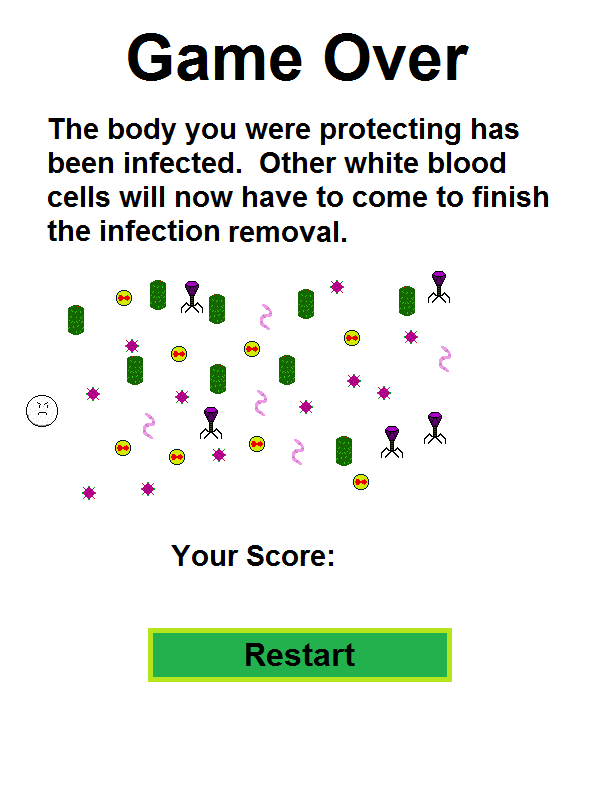 Game Over
The body you were protecting has
been infected.  Other white blood
cells will now have to come to finish
the infection removal.
Your Score:
Restart